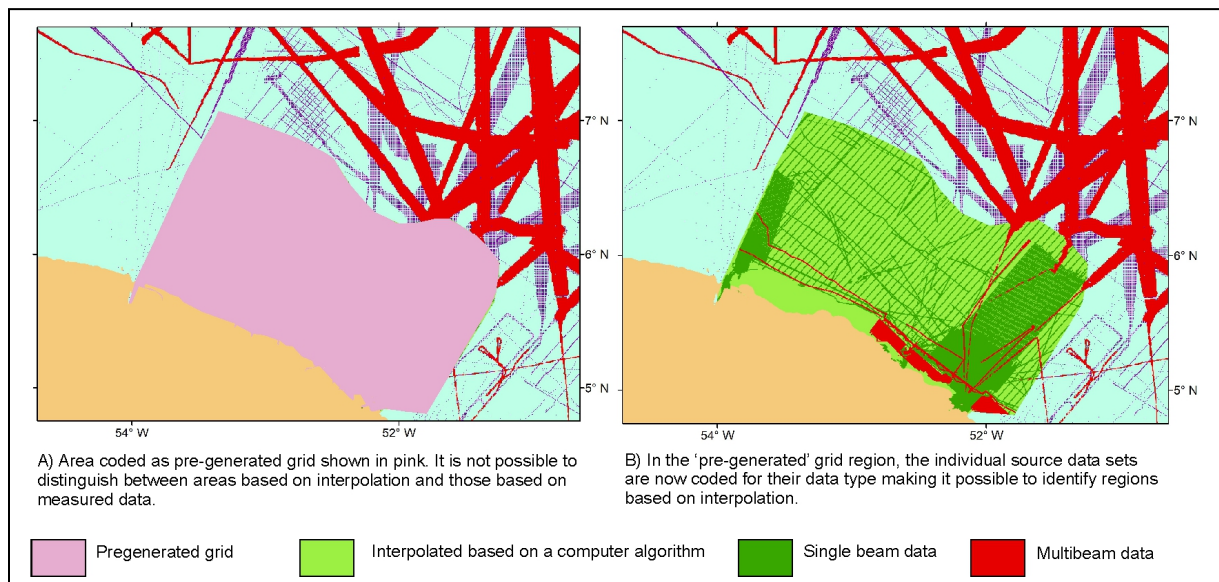 7° N
6° N
5° N
54° W
52° W
7° N
6° N
5° N
54° W
52° W
A) Area coded as pre-generated grid shown in pink. It is not possible to
distinguish between areas based on interpolation and those based on
measured data.
B) In the ‘pre-generated’ grid region, the individual source data sets
are now coded for their data type making it possible to identify regions
based on interpolation.
Pregenerated grid
Interpolated based on a computer algorithm
Single beam data
Multibeam data